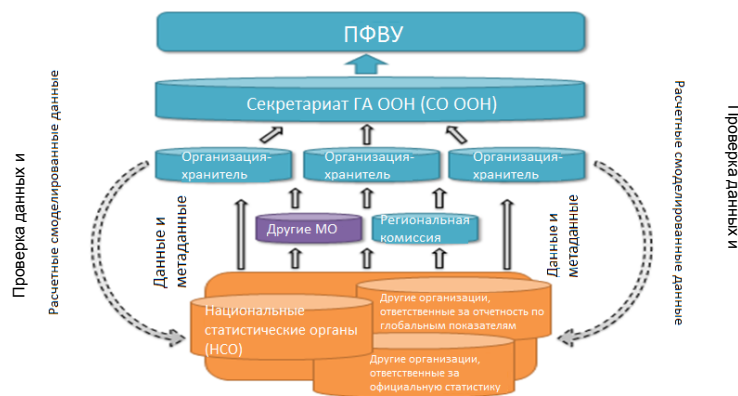 ПФВУ
Секретариат ГА ООН (СО ООН)
Организация-
хранитель
Организация-
хранитель
Организация-
хранитель
Проверка данных и
Расчетные смоделированные данные
Данные и
метаданные
Другие МО
Региональная
комиссия
Данные и
метаданные
Расчетные смоделированные данные
Проверка данных и
Национальные
статистические органы
(НСО)
Другие организации,
ответственные за отчетность по
глобальным показателям
Другие организации,
ответственные за
официальную статистику